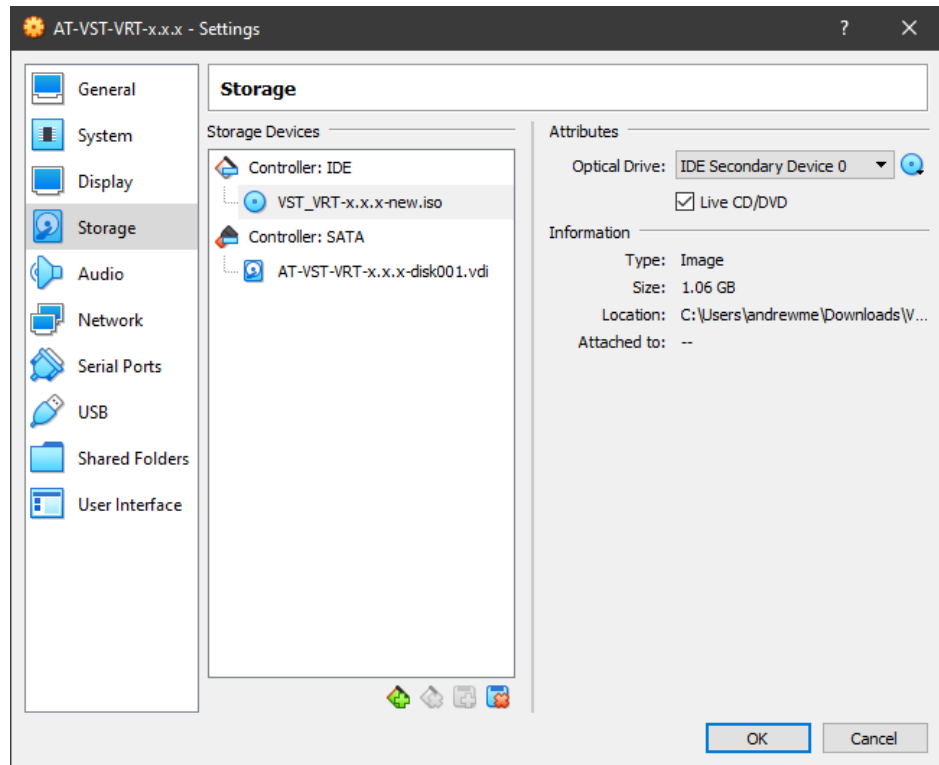 AT-VST-VRT-x.x.x - Settings
?
General
System
Display
Storage
Audio
Network
Serial Ports
USB
Shared Folders
User Interface
Storage
Storage Devices
Controller: IDE
VST_VRT-x.x.x-new.iso
Controller: SATA
AT-VST-VRT-x.x.x-disk001.vdi
Attributes
Optical Drive: IDE Secondary Device 0
Live CD/DVD
Information
Type: Image
Size: 1.06 GB
Location: C:\Users\andrewme\Downloads\V...
Attached to: --
OK
Cancel